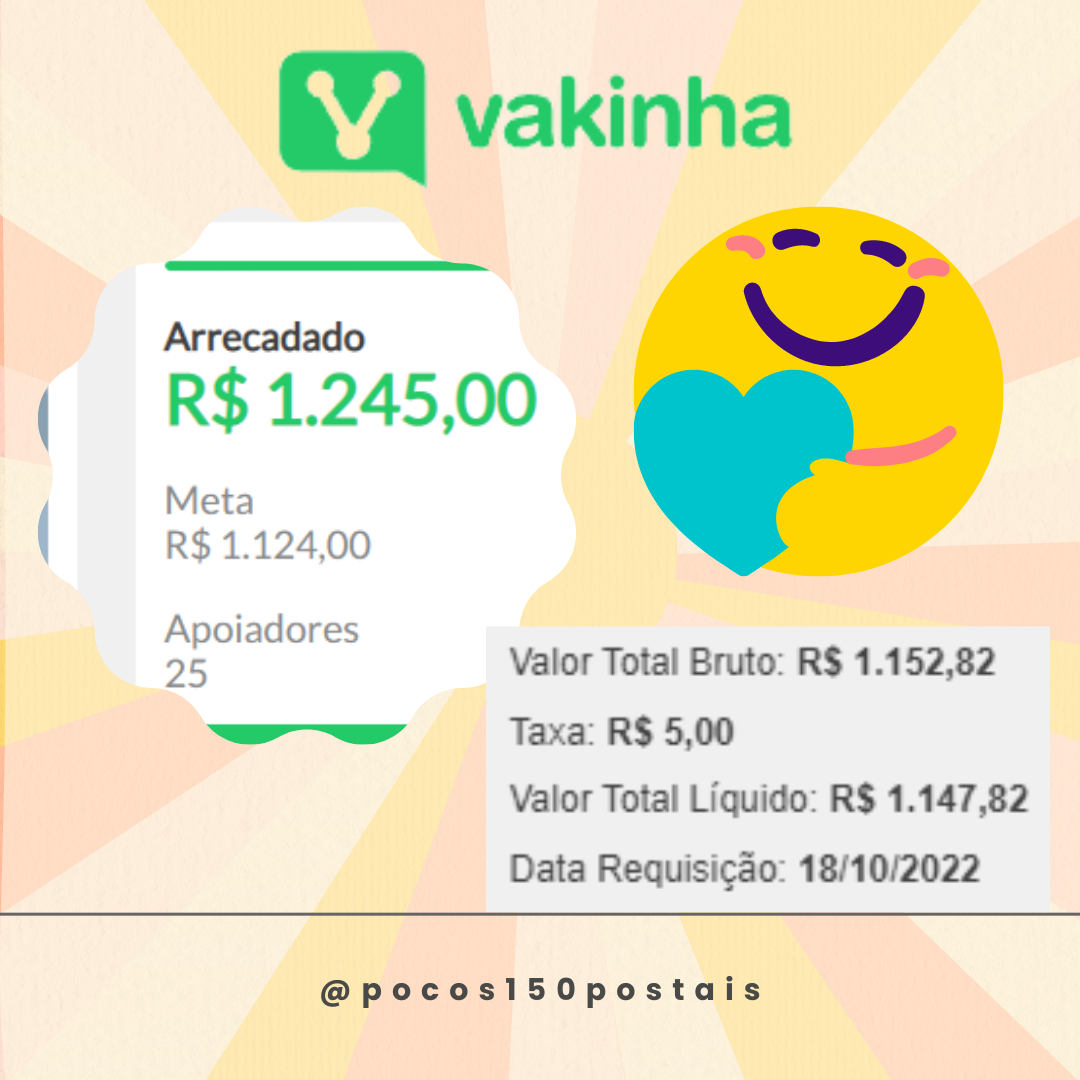 vakinha
Arrecadado
R$ 1.245,00
Meta
R$ 1.124,00
Apoiadores
25
Valor Total Bruto: R$ 1.152,82
Taxa: R$ 5,00
Valor Total Líquido: R$ 1.147,82
Data Requisição: 18/10/2022
@pocos150postais